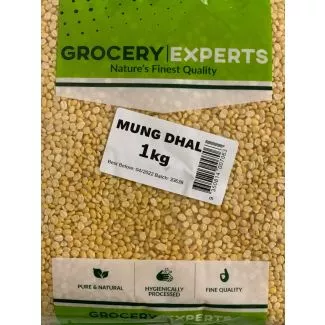 GROCERY|EXPERTS
Nature's Finest Quality
MUNG DHAL
1kg
PURE & NATURAL
HYGIENICALLY
PROCESSED
FINE QUALITY
GROCERY|EXPERTS